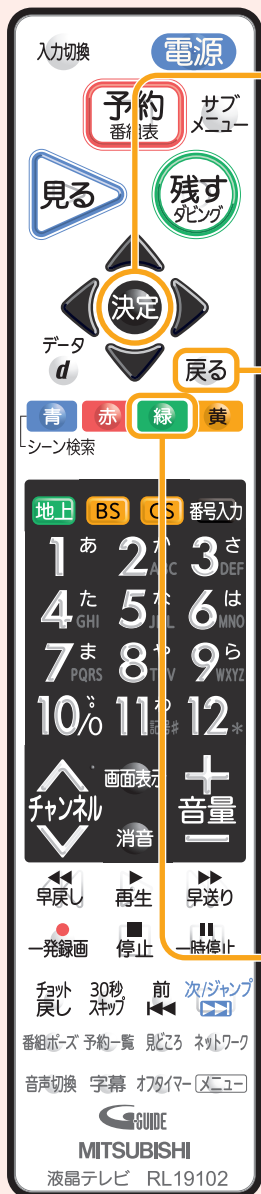 入力切換 電源
予約
番組表
サブ
メニュー
見る
残す
ダビング
決定
データ
d
戻る
青 赤 緑 黄
シーン検索
地上 BS CS 番号入力
1 あ 2 か ABC 3 さ DEF
4 た GHI 5 な JKL 6 は MNO
7 ま PQRS 8 や TUV 9 ら WXYZ
10/0 11 わ 記号# 12 *
チャンネル 画面表示 + 音量 −
消音
早戻し 再生 早送り
一発録画 停止 一時停止
チョット
戻し
30秒
スキップ
前 次/ジャンプ
番組ポーズ 予約一覧 見どころ ネットワーク
音声切換 字幕 オフタイマー メニュー
G-GUIDE
MITSUBISHI
液晶テレビ RL19102